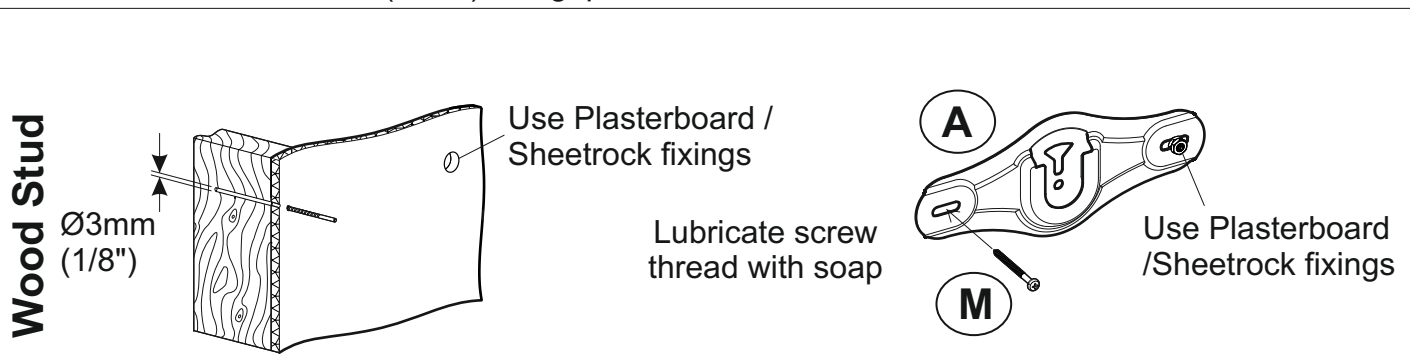 Wood Stud
Ø3mm
(1/8")
Use Plasterboard /
Sheetrock fixings
Lubricate screw
thread with soap
A
M
Use Plasterboard
/Sheetrock fixings